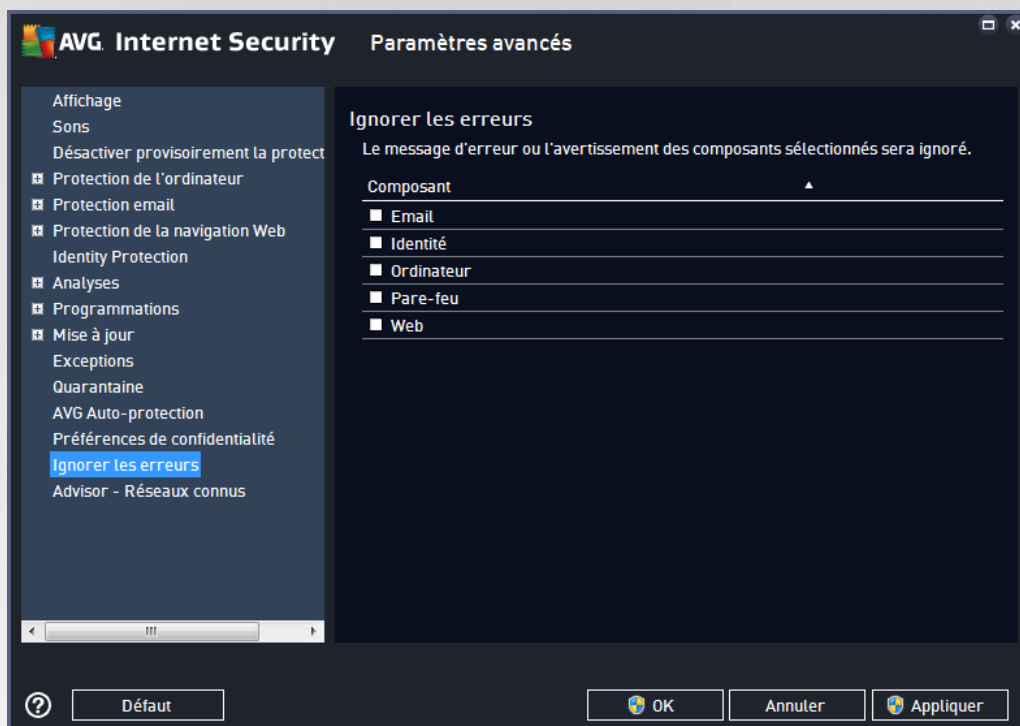 AVG. Internet Security Paramètres avancés
Affichage
Sons
Désactiver provisoirement la protect
Protection de l'ordinateur
Protection email
Protection de la navigation Web
Identity Protection
Analyses
Programmations
Mise à jour
Exceptions
Quarantaine
AVG Auto-protection
Préférences de confidentialité
Ignorer les erreurs
Advisor - Réseaux connus
Ignorer les erreurs
Le message d'erreur ou l'avertissement des composants sélectionnés sera ignoré.
Composant
Email
Identité
Ordinateur
Pare-feu
Web
Défaut
OK
Annuler
Appliquer